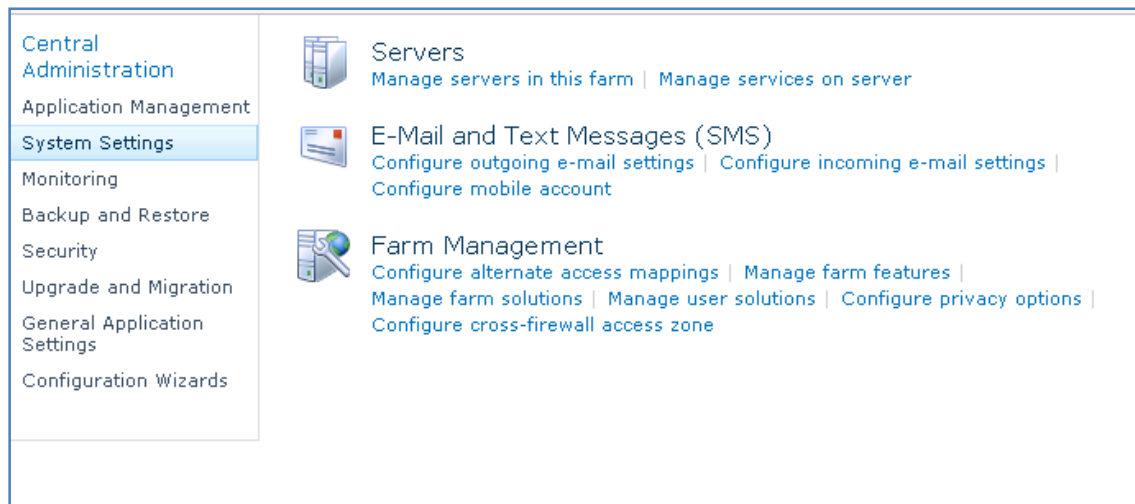 Central
Administration
Application Management
System Settings
Monitoring
Backup and Restore
Security
Upgrade and Migration
General Application
Settings
Configuration Wizards
Servers
Manage servers in this farm | Manage services on server
E-Mail and Text Messages (SMS)
Configure outgoing e-mail settings | Configure incoming e-mail settings |
Configure mobile account
Farm Management
Configure alternate access mappings | Manage farm features |
Manage farm solutions | Manage user solutions | Configure privacy options |
Configure cross-firewall access zone